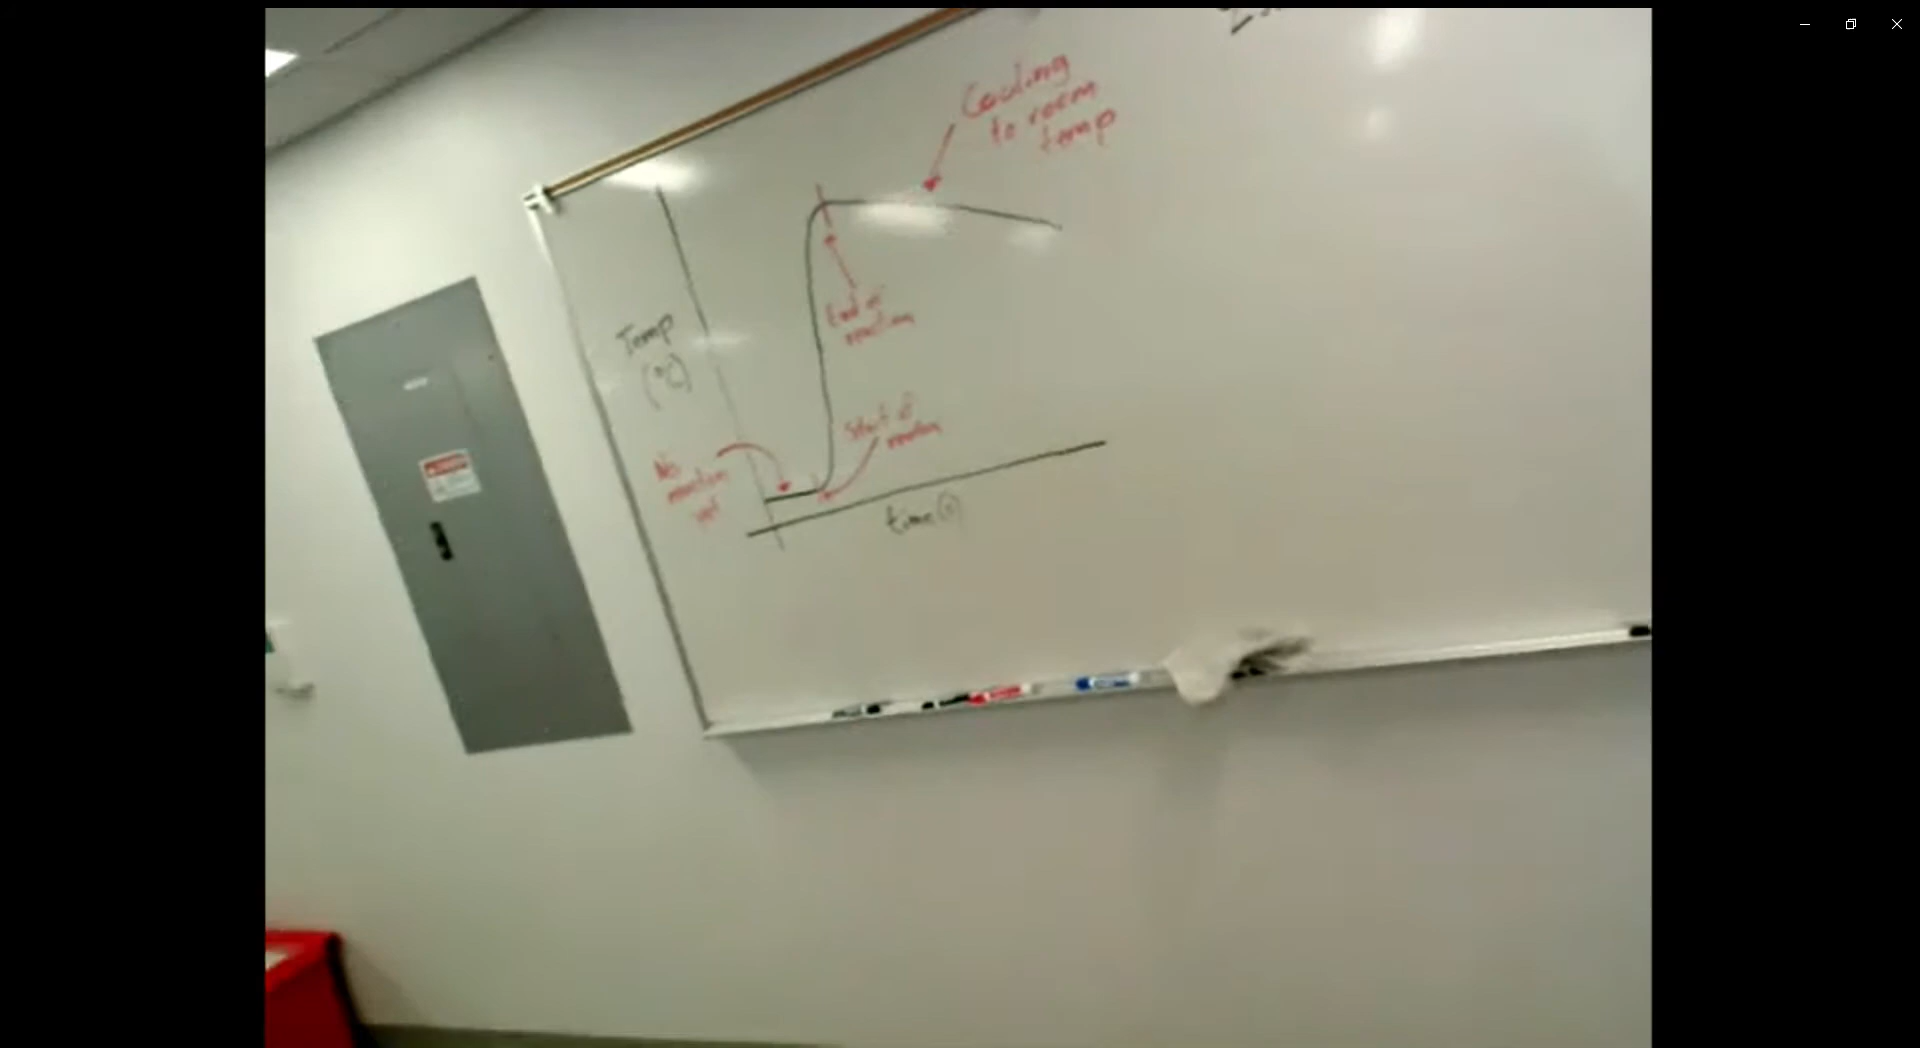 Cooling
to room
temp
End of
reaction
Temp
(°C)
Start of
reaction
No
reaction
yet
time(s)